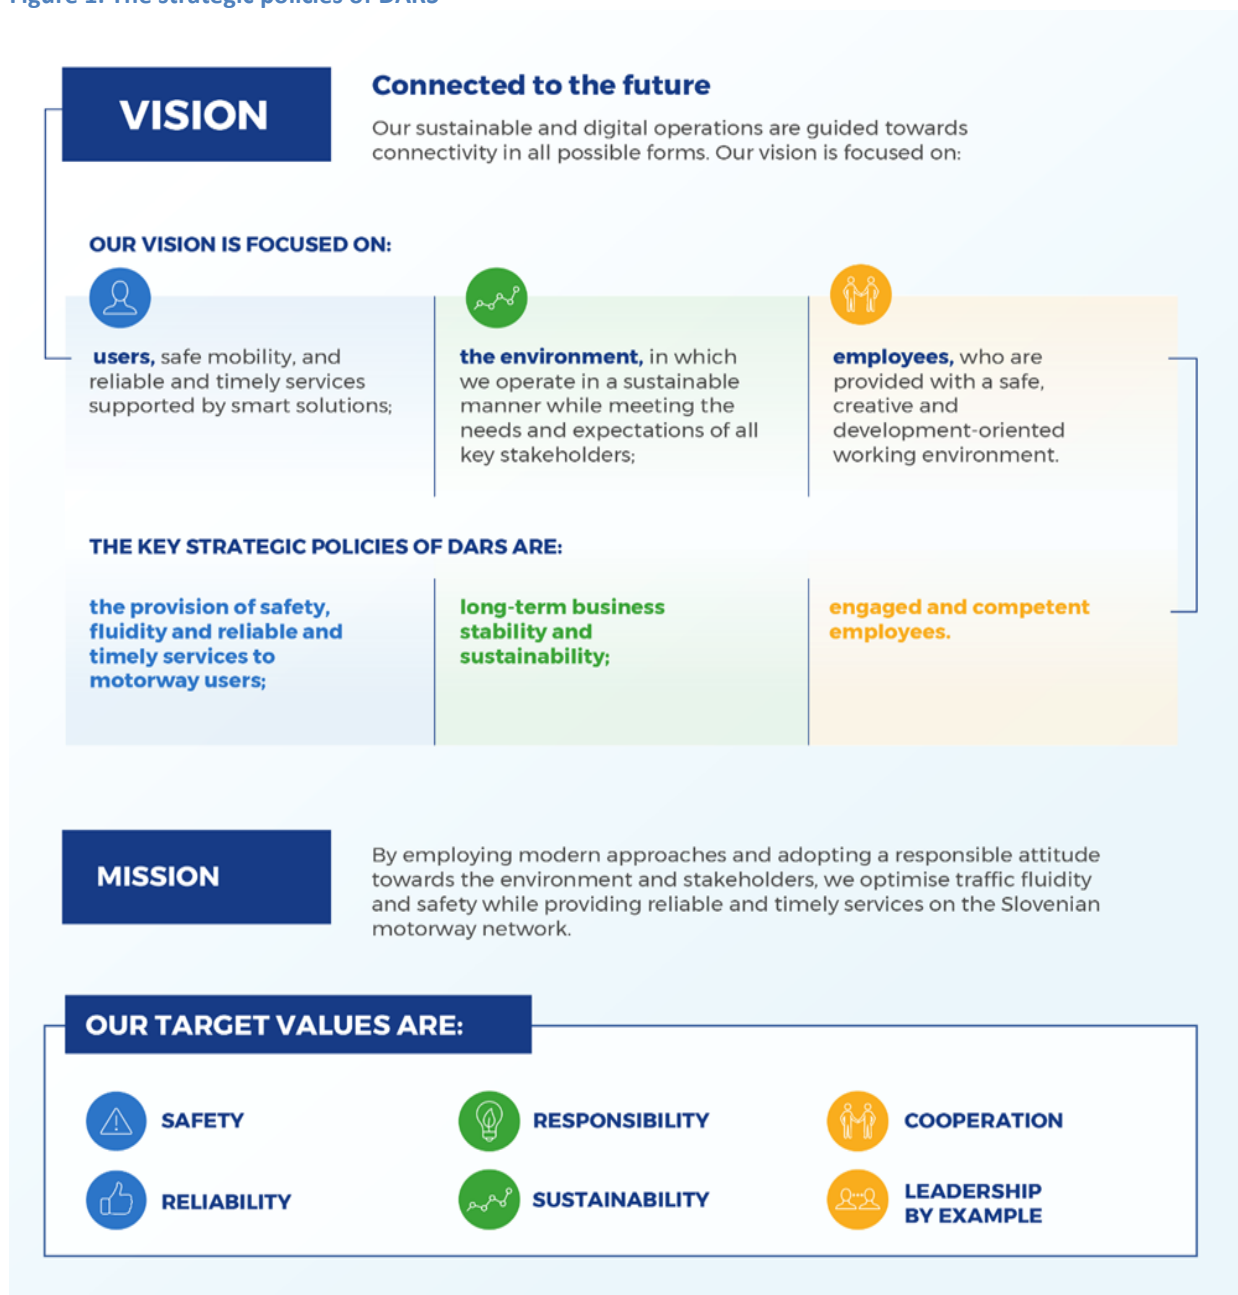 Figure 1: The strategic policies of DARS
VISION
Connected to the future
Our sustainable and digital operations are guided towards
connectivity in all possible forms. Our vision is focused on:
OUR VISION IS FOCUSED ON:
users, safe mobility, and
reliable and timely services
supported by smart solutions;
the environment, in which
we operate in a sustainable
manner while meeting the
needs and expectations of all
key stakeholders;
employees, who are
provided with a safe,
creative and
development-oriented
working environment.
THE KEY STRATEGIC POLICIES OF DARS ARE:
the provision of safety,
fluidity and reliable and
timely services to
motorway users;
long-term business
stability and
sustainability;
engaged and competent
employees.
MISSION
By employing modern approaches and adopting a responsible attitude
towards the environment and stakeholders, we optimise traffic fluidity
and safety while providing reliable and timely services on the Slovenian
motorway network.
OUR TARGET VALUES ARE:
SAFETY
RESPONSIBILITY
COOPERATION
RELIABILITY
SUSTAINABILITY
LEADERSHIP
BY EXAMPLE